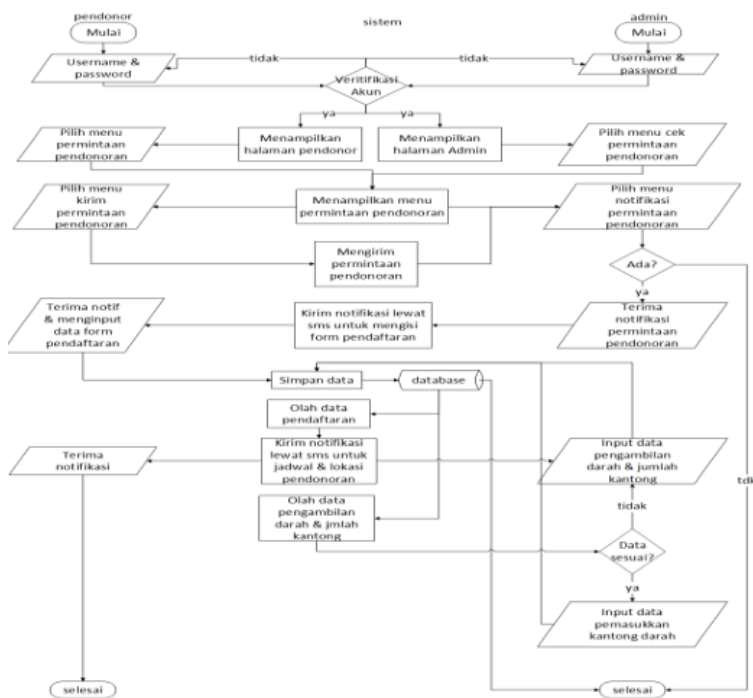 pendonor
sistem
admin
Mulai
Mulai
Username &
password
tidak
tidak
Username &
password
Veritifikasi
Akun
ya
ya
Pilih menu
permintaan
pendonoran
Menampilkan
halaman pendonor
Menampilkan
halaman Admin
Pilih menu cek
permintaan
pendonoran
Pilih menu
kirim
permintaan
pendonoran
Menampilkan menu
permintaan pendonoran
Pilih menu
notifikasi
permintaan
pendonoran
Mengirim
permintaan
pendonoran
Ada?
ya
Terima notif
& menginput
data form
pendaftaran
Kirim notifikasi lewat
sms untuk mengisi
form pendaftaran
Terima
notifikasi
permintaan
pendonoran
Simpan data
database
Olah data
pendaftaran
Terima
notifikasi
Kirim notifikasi
lewat sms untuk
jadwal & lokasi
pendonoran
Input data
pengambilan
darah & jumlah
kantong
tdk
Olah data
pengambilan
darah & jmlah
kantong
tidak
Data
sesuai?
ya
Input data
pemasukkan
kantong darah
selesai
selesai